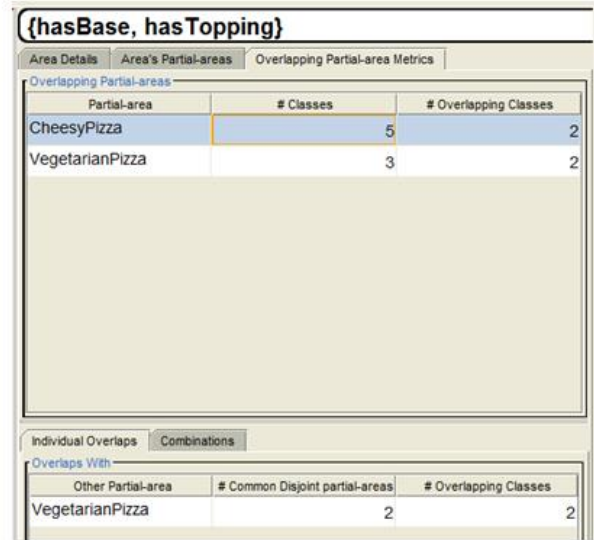 {hasBase, hasTopping}
Area Details Area's Partial-areas Overlapping Partial-area Metrics
Overlapping Partial-areas
Partial-area # Classes # Overlapping Classes
CheesyPizza 5 2
VegetarianPizza 3 2
Individual Overlaps Combinations
Overlaps With
Other Partial-area # Common Disjoint partial-areas # Overlapping Classes
VegetarianPizza 2 2